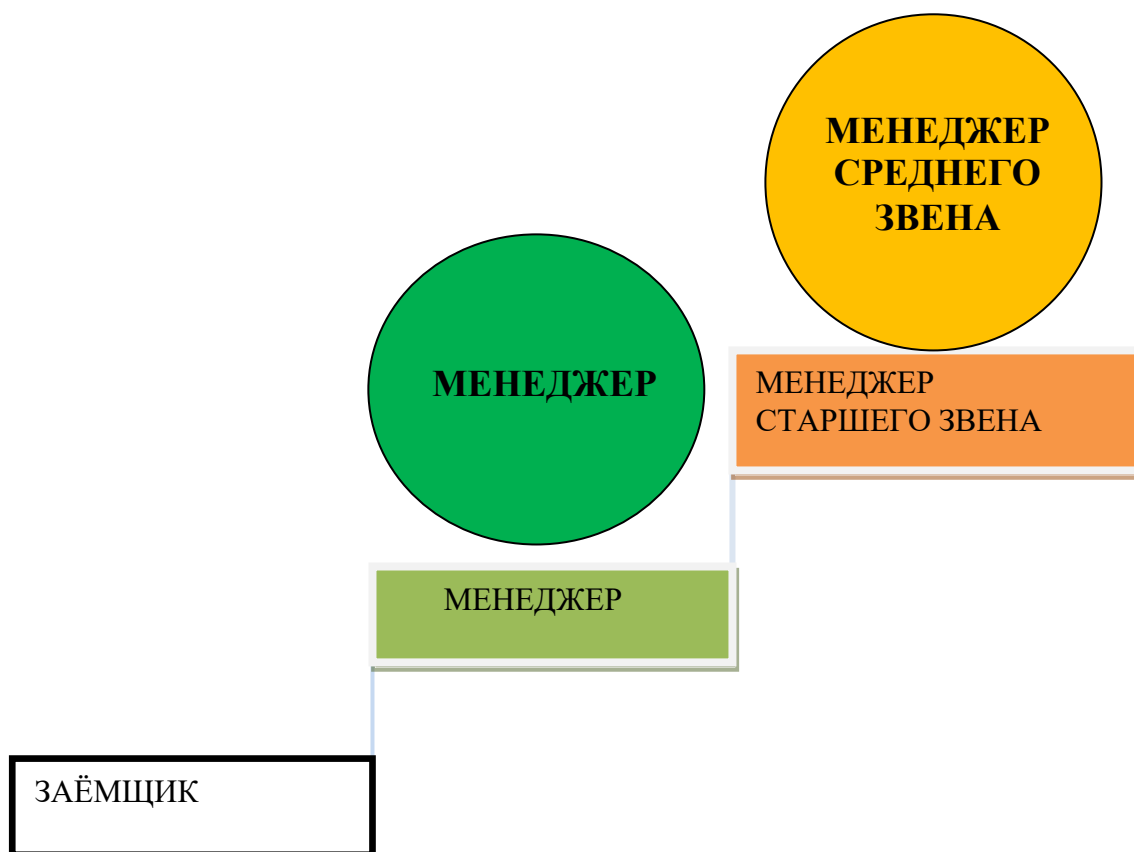 МЕНЕДЖЕР
СРЕДНЕГО
ЗВЕНА
МЕНЕДЖЕР
МЕНЕДЖЕР
СТАРШЕГО ЗВЕНА
МЕНЕДЖЕР
ЗАЁМЩИК